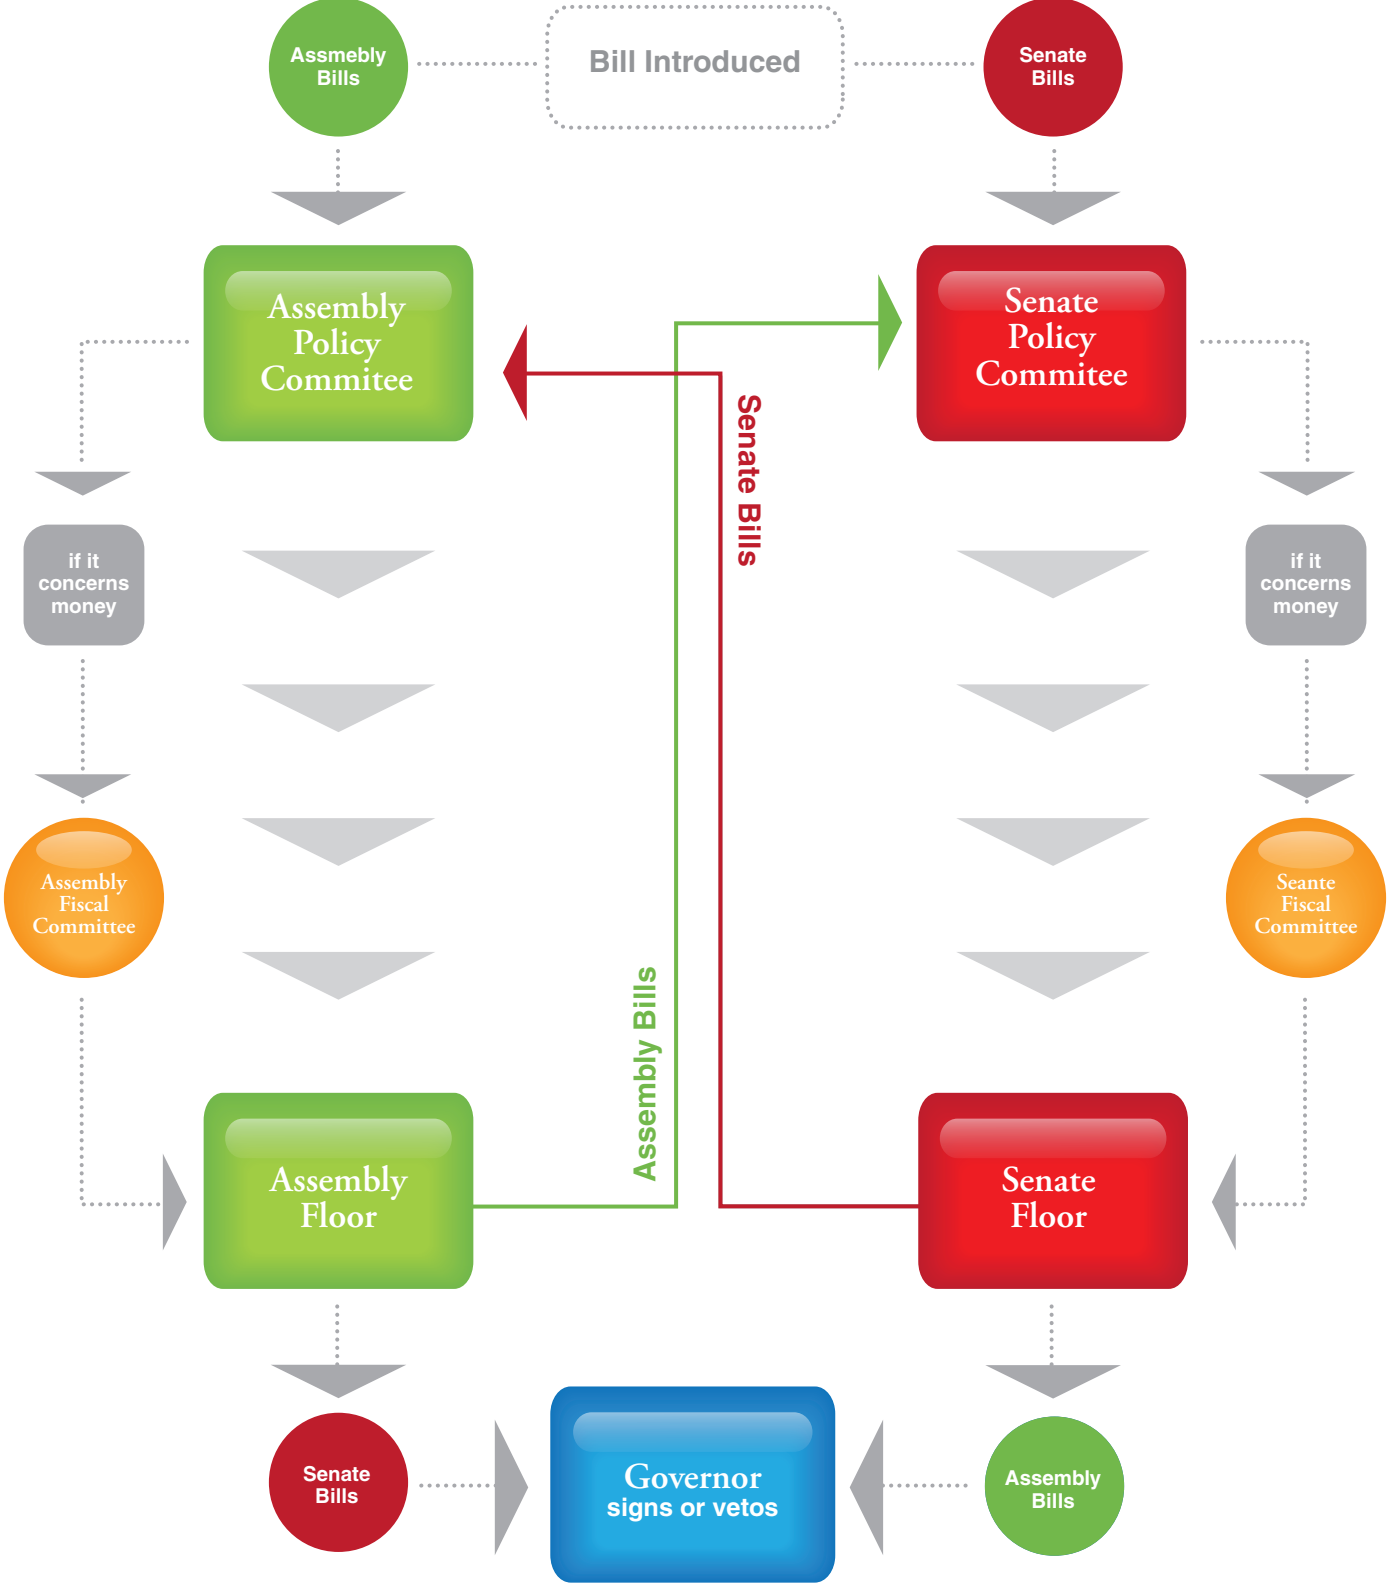 Assmebly
Bills
Bill Introduced
Senate
Bills
Assembly
Policy
Commitee
Senate
Policy
Commitee
Senate Bills
if it
concerns
money
if it
concerns
money
Assembly
Fiscal
Committee
Seante
Fiscal
Committee
Assembly Bills
Assembly
Floor
Senate
Floor
Senate
Bills
Governor
signs or vetos
Assembly
Bills